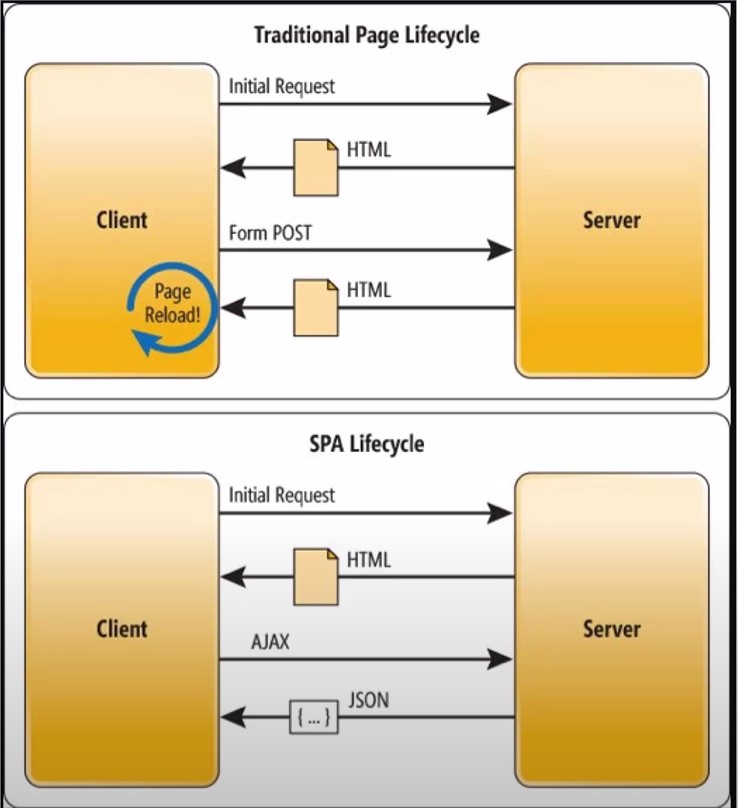 Traditional Page Lifecycle
Initial Request
HTML
Client
Server
Form POST
Page
Reload!
HTML
SPA Lifecycle
Initial Request
HTML
Client
Server
AJAX
JSON
{ ... }